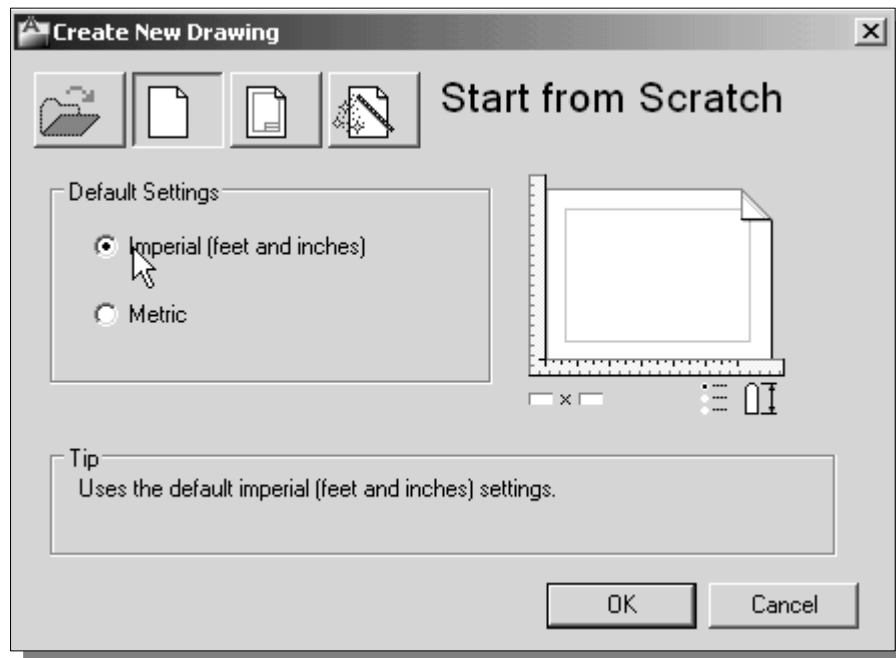 Create New Drawing
Start from Scratch
Default Settings
Imperial (feet and inches)
Metric
Tip
Uses the default imperial (feet and inches) settings.
OK
Cancel